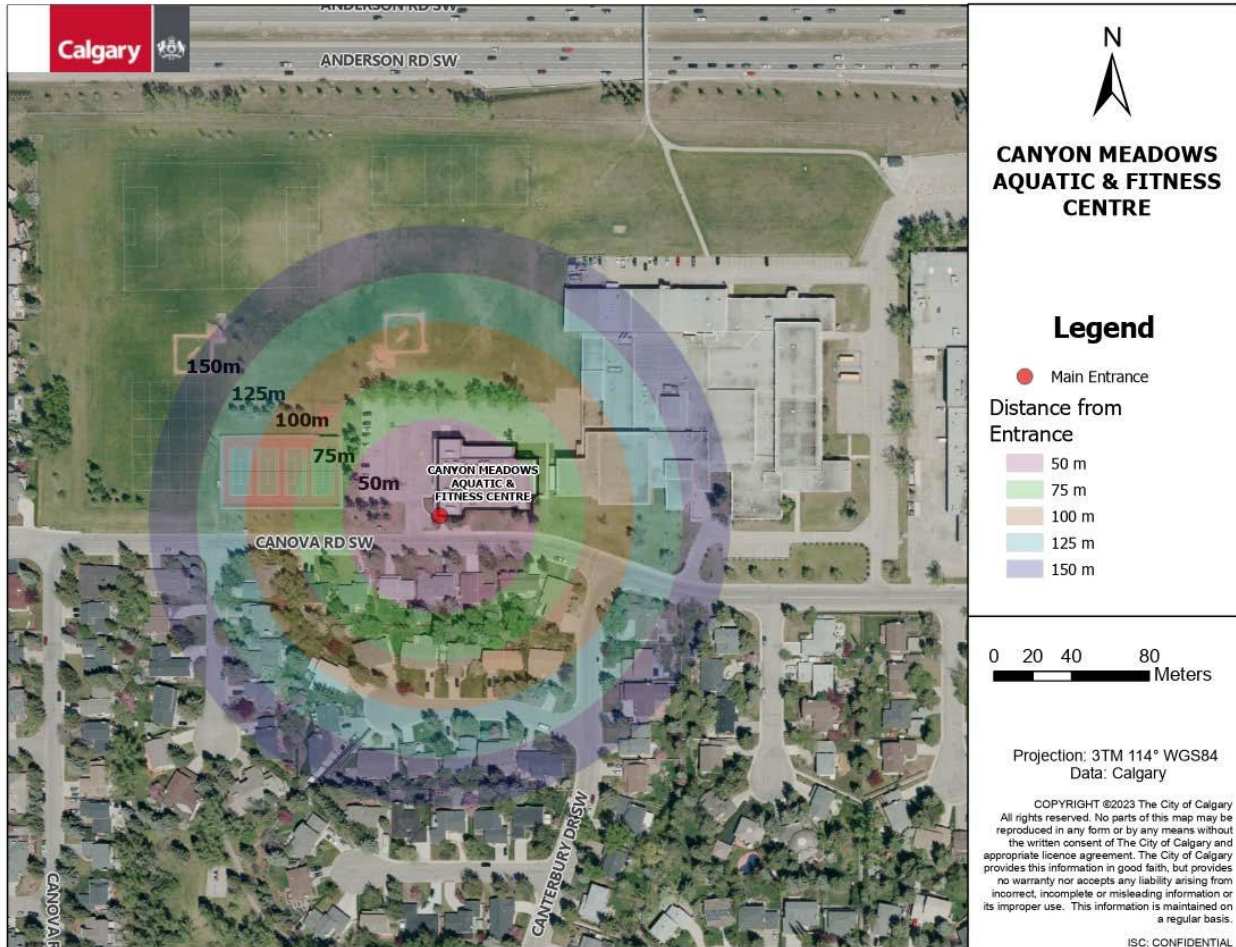 ANDERSON RD SW
Calgary
ANDERSON RD SW
150m
125m
100m
75m
50m
CANYON MEADOWS
AQUATIC &
FITNESS CENTRE
CANOVA RD SW
CANTERBURY DR SW
CANOVA R
N
CANYON MEADOWS
AQUATIC & FITNESS
CENTRE
Legend
Main Entrance
Distance from
Entrance
50 m
75 m
100 m
125 m
150 m
0 20 40 80
Meters
Projection: 3TM 114° WGS84
Data: Calgary
COPYRIGHT ©2023 The City of Calgary
All rights reserved. No parts of this map may be
reproduced in any form or by any means without
the written consent of The City of Calgary and
appropriate licence agreement. The City of Calgary
provides this information in good faith, but provides
no warranty nor accepts any liability arising from
incorrect, incomplete or misleading information or
its improper use. This information is maintained on
a regular basis.
ISC: CONFIDENTIAL